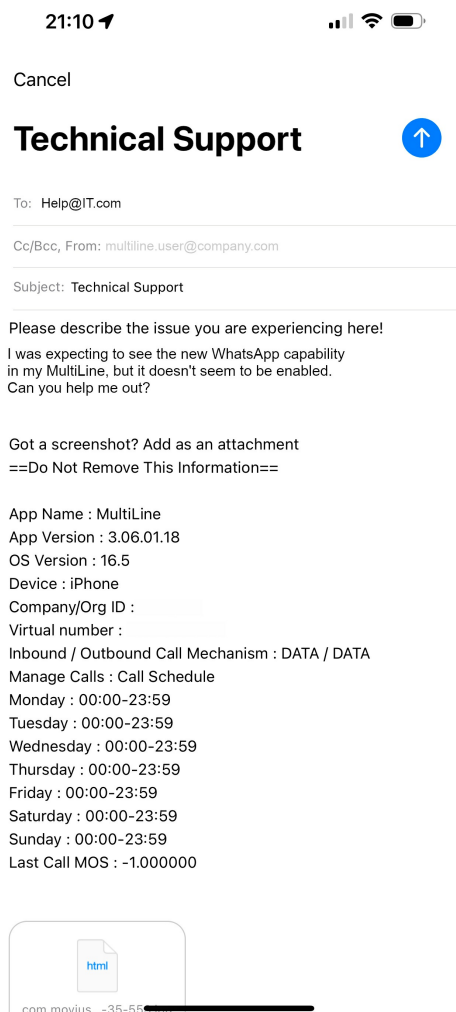 21:10
Cancel
Technical Support
To: Help@IT.com
Cc/Bcc, From: multiline.user@company.com
Subject: Technical Support
Please describe the issue you are experiencing here!
I was expecting to see the new WhatsApp capability
in my MultiLine, but it doesn't seem to be enabled.
Can you help me out?
Got a screenshot? Add as an attachment
==Do Not Remove This Information==
App Name : MultiLine
App Version : 3.06.01.18
OS Version : 16.5
Device : iPhone
Company/Org ID :
Virtual number :
Inbound / Outbound Call Mechanism : DATA / DATA
Manage Calls : Call Schedule
Monday : 00:00-23:59
Tuesday : 00:00-23:59
Wednesday : 00:00-23:59
Thursday : 00:00-23:59
Friday : 00:00-23:59
Saturday : 00:00-23:59
Sunday : 00:00-23:59
Last Call MOS : -1.000000
html
com.movius